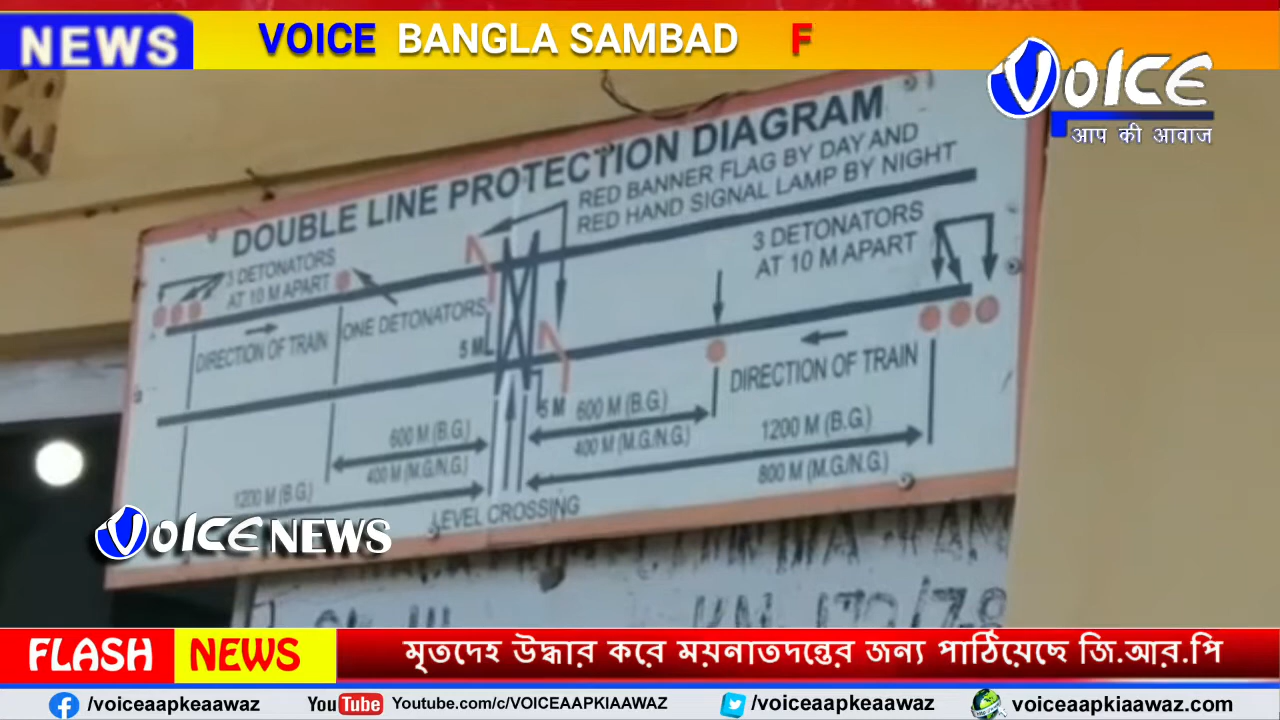 NEWS
VOICE BANGLA SAMBAD F
VOICE
आप की आवाज
DOUBLE LINE PROTECTION DIAGRAM
RED BANNER FLAG BY DAY AND
RED HAND SIGNAL LAMP BY NIGHT
3 DETONATORS
AT 10 M APART
3 DETONATORS
AT 10 M APART
ONE DETONATORS
DIRECTION OF TRAIN
5 M
DIRECTION OF TRAIN
5 M
600 M (B.G.)
400 M (M.G/N.G.)
600 M (B.G.)
400 M (M.G/N.G.)
1200 M (B.G.)
800 M (M.G/N.G.)
1200 M (B.G.)
LEVEL CROSSING
VOICE NEWS
FLASH NEWS
মৃতদেহ উদ্ধার করে ময়নাতদন্তের জন্য পাঠিয়েছে জি.আর.পি
/voiceaapkeaawaz
YouTube Youtube.com/c/VOICEAAPKIAAWAZ
/voiceaapkeaawaz
voiceaapkiaawaz.com